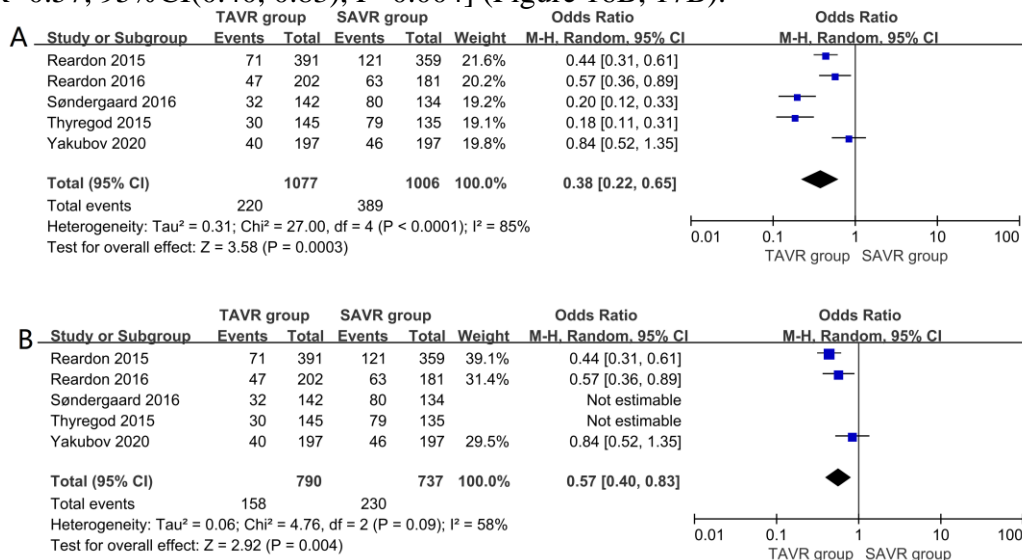 R=0.57, 95%CI(0.40, 0.83), P=0.004] (Figure 16B, 17B).
A
TAVR group SAVR group Odds Ratio Odds Ratio
Study or Subgroup Events Total Events Total Weight M-H, Random, 95% CI M-H, Random, 95% CI
Reardon 2015 71 391 121 359 21.6% 0.44 [0.31, 0.61]
Reardon 2016 47 202 63 181 20.2% 0.57 [0.36, 0.89]
Søndergaard 2016 32 142 80 134 19.2% 0.20 [0.12, 0.33]
Thyregod 2015 30 145 79 135 19.1% 0.18 [0.11, 0.31]
Yakubov 2020 40 197 46 197 19.8% 0.84 [0.52, 1.35]
Total (95% CI) 1077 1006 100.0% 0.38 [0.22, 0.65]
Total events 220 389
Heterogeneity: Tau² = 0.31; Chi² = 27.00, df = 4 (P < 0.0001); I² = 85%
Test for overall effect: Z = 3.58 (P = 0.0003)
0.01 0.1 1 10 100
TAVR group SAVR group
B
TAVR group SAVR group Odds Ratio Odds Ratio
Study or Subgroup Events Total Events Total Weight M-H, Random, 95% CI M-H, Random, 95% CI
Reardon 2015 71 391 121 359 39.1% 0.44 [0.31, 0.61]
Reardon 2016 47 202 63 181 31.4% 0.57 [0.36, 0.89]
Søndergaard 2016 32 142 80 134 Not estimable
Thyregod 2015 30 145 79 135 Not estimable
Yakubov 2020 40 197 46 197 29.5% 0.84 [0.52, 1.35]
Total (95% CI) 790 737 100.0% 0.57 [0.40, 0.83]
Total events 158 230
Heterogeneity: Tau² = 0.06; Chi² = 4.76, df = 2 (P = 0.09); I² = 58%
Test for overall effect: Z = 2.92 (P = 0.004)
0.01 0.1 1 10 100
TAVR group SAVR group